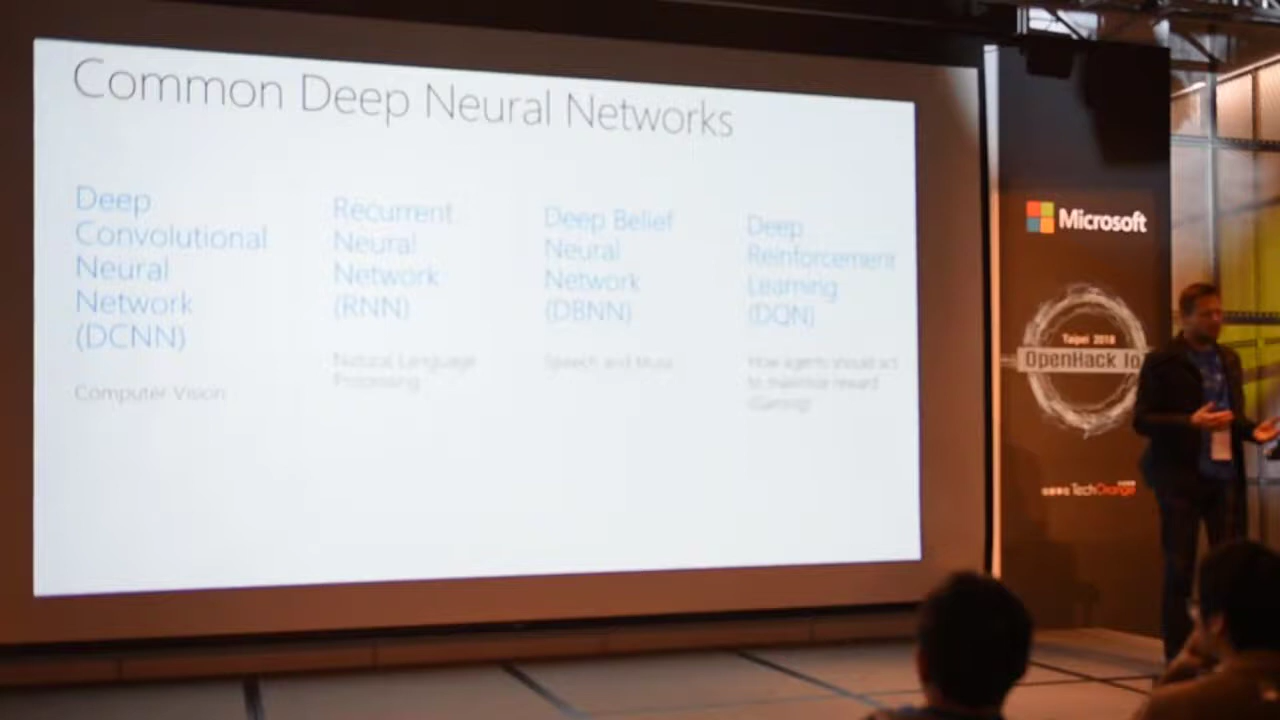 Common Deep Neural Networks
Deep
Convolutional
Neural
Network
(DCNN)
Computer Vision
Recurrent
Neural
Network
(RNN)
Natural Language
Processing
Deep Belief
Neural
Network
(DBNN)
Speech and Music
Deep
Reinforcement
Learning
(DQN)
How agents should act
to maximise reward
(Gaming)
Microsoft
Taipei 2018
OpenHack Io
TechOrange